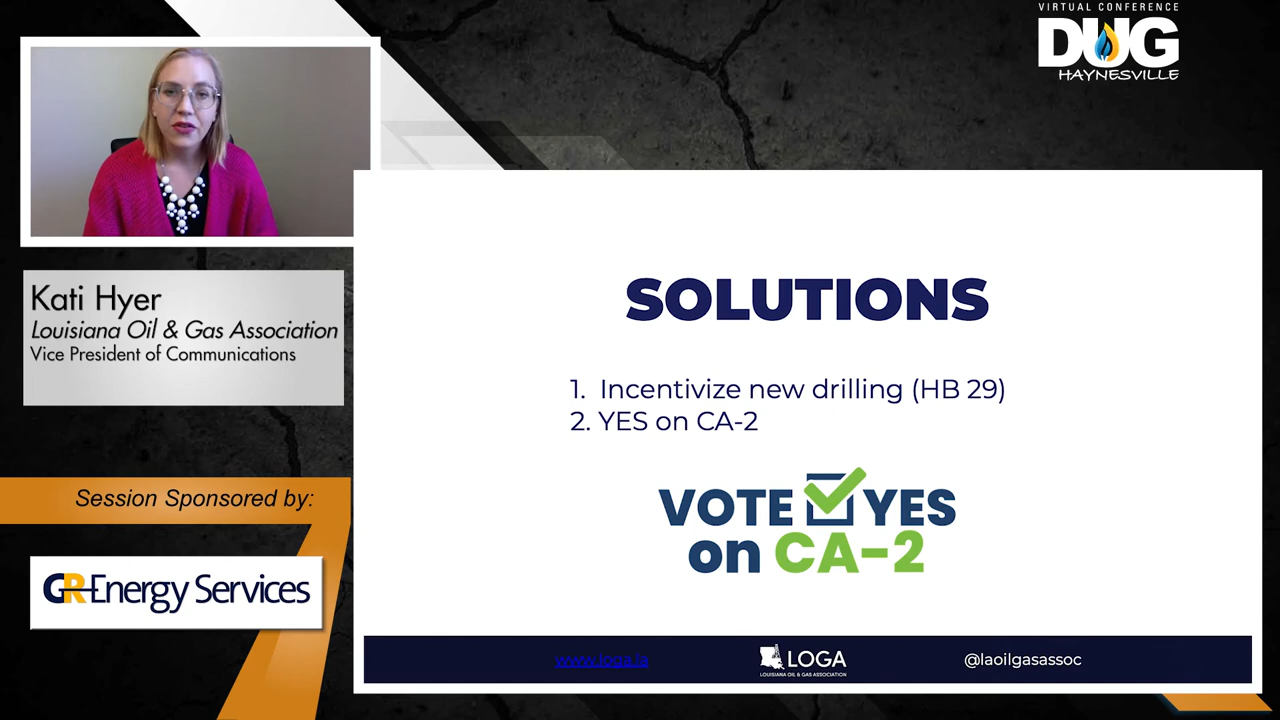 VIRTUAL CONFERENCE
DUG
HAYNESVILLE
Kati Hyer
Louisiana Oil & Gas Association
Vice President of Communications
Session Sponsored by:
GR Energy Services
SOLUTIONS
1. Incentivize new drilling (HB 29)
2. YES on CA-2
VOTE YES
on CA-2
www.loga.la
LOGA
LOUISIANA OIL & GAS ASSOCIATION
@laoilgasassoc